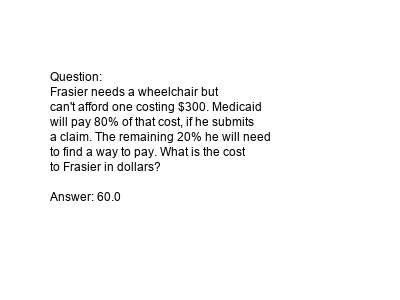 Question:
Frasier needs a wheelchair but
can't afford one costing $300. Medicaid
will pay 80% of that cost, if he submits
a claim. The remaining 20% he will need
to find a way to pay. What is the cost
to Frasier in dollars?
Answer: 60.0